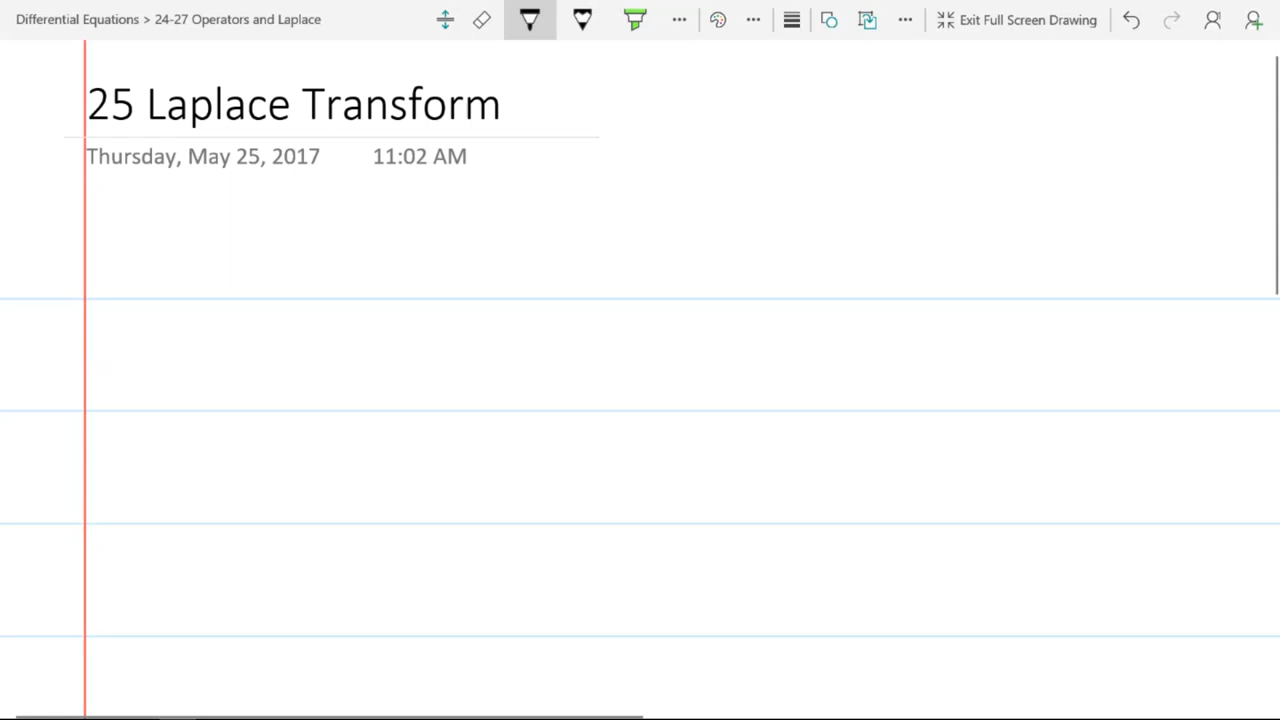 Differential Equations > 24-27 Operators and Laplace
Exit Full Screen Drawing
25 Laplace Transform
Thursday, May 25, 2017 11:02 AM